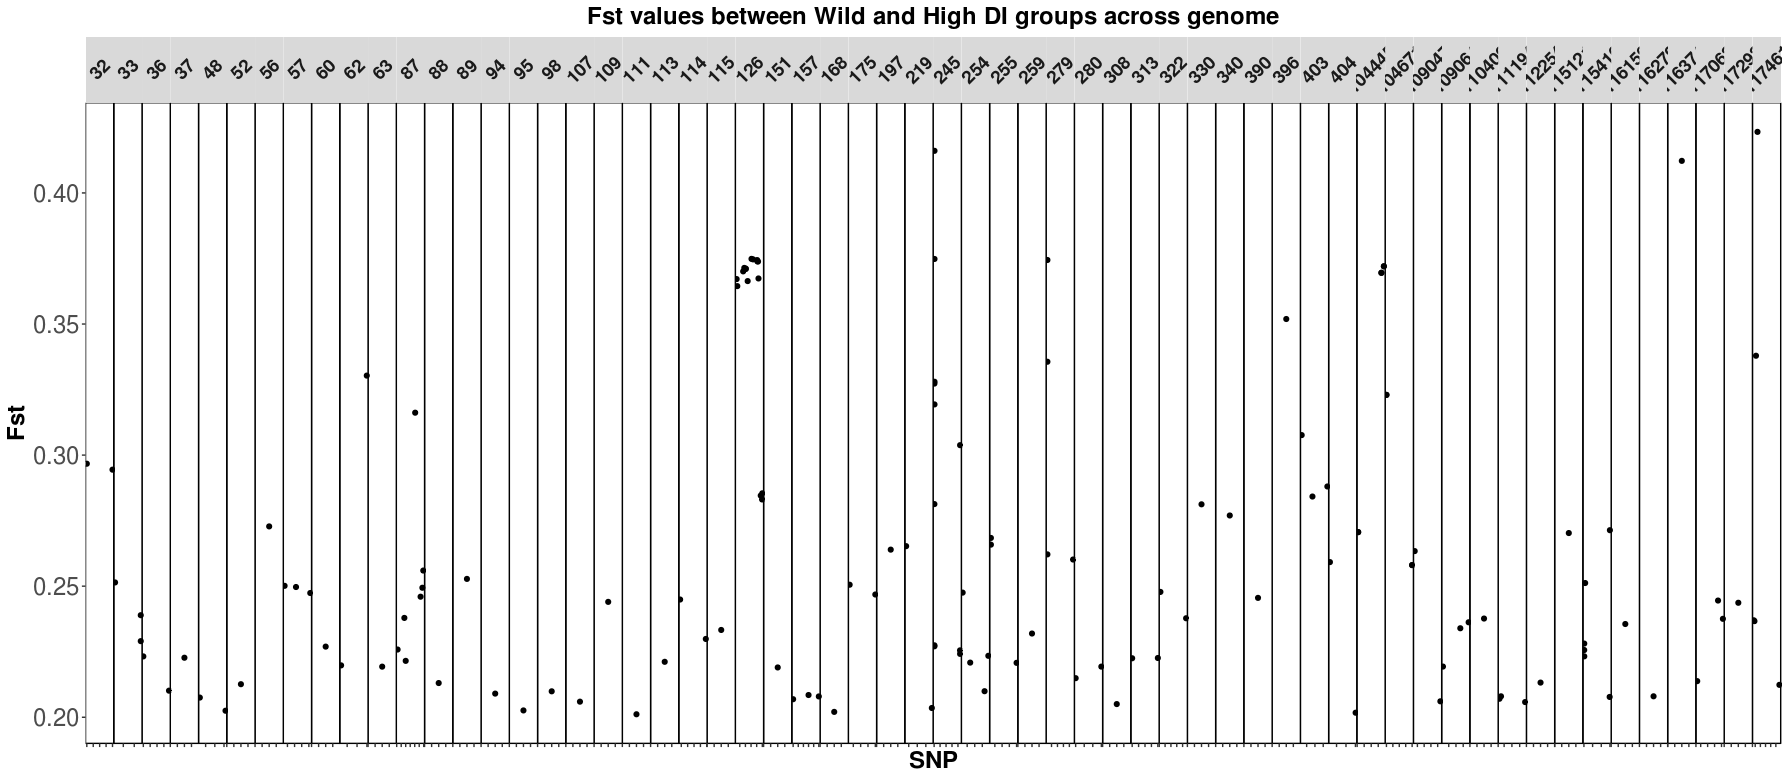 Fst values between Wild and High DI groups across genome
32 33 36 37 48 52 56 57 60 62 63 87 88 89 94 95 98 107 109 111 113 114 115 126 151 157 168 175 197 219 245 254 255 259 279 280 308 313 322 330 340 390 396 403 404
Fst
0.40
0.35
0.30
0.25
0.20
SNP